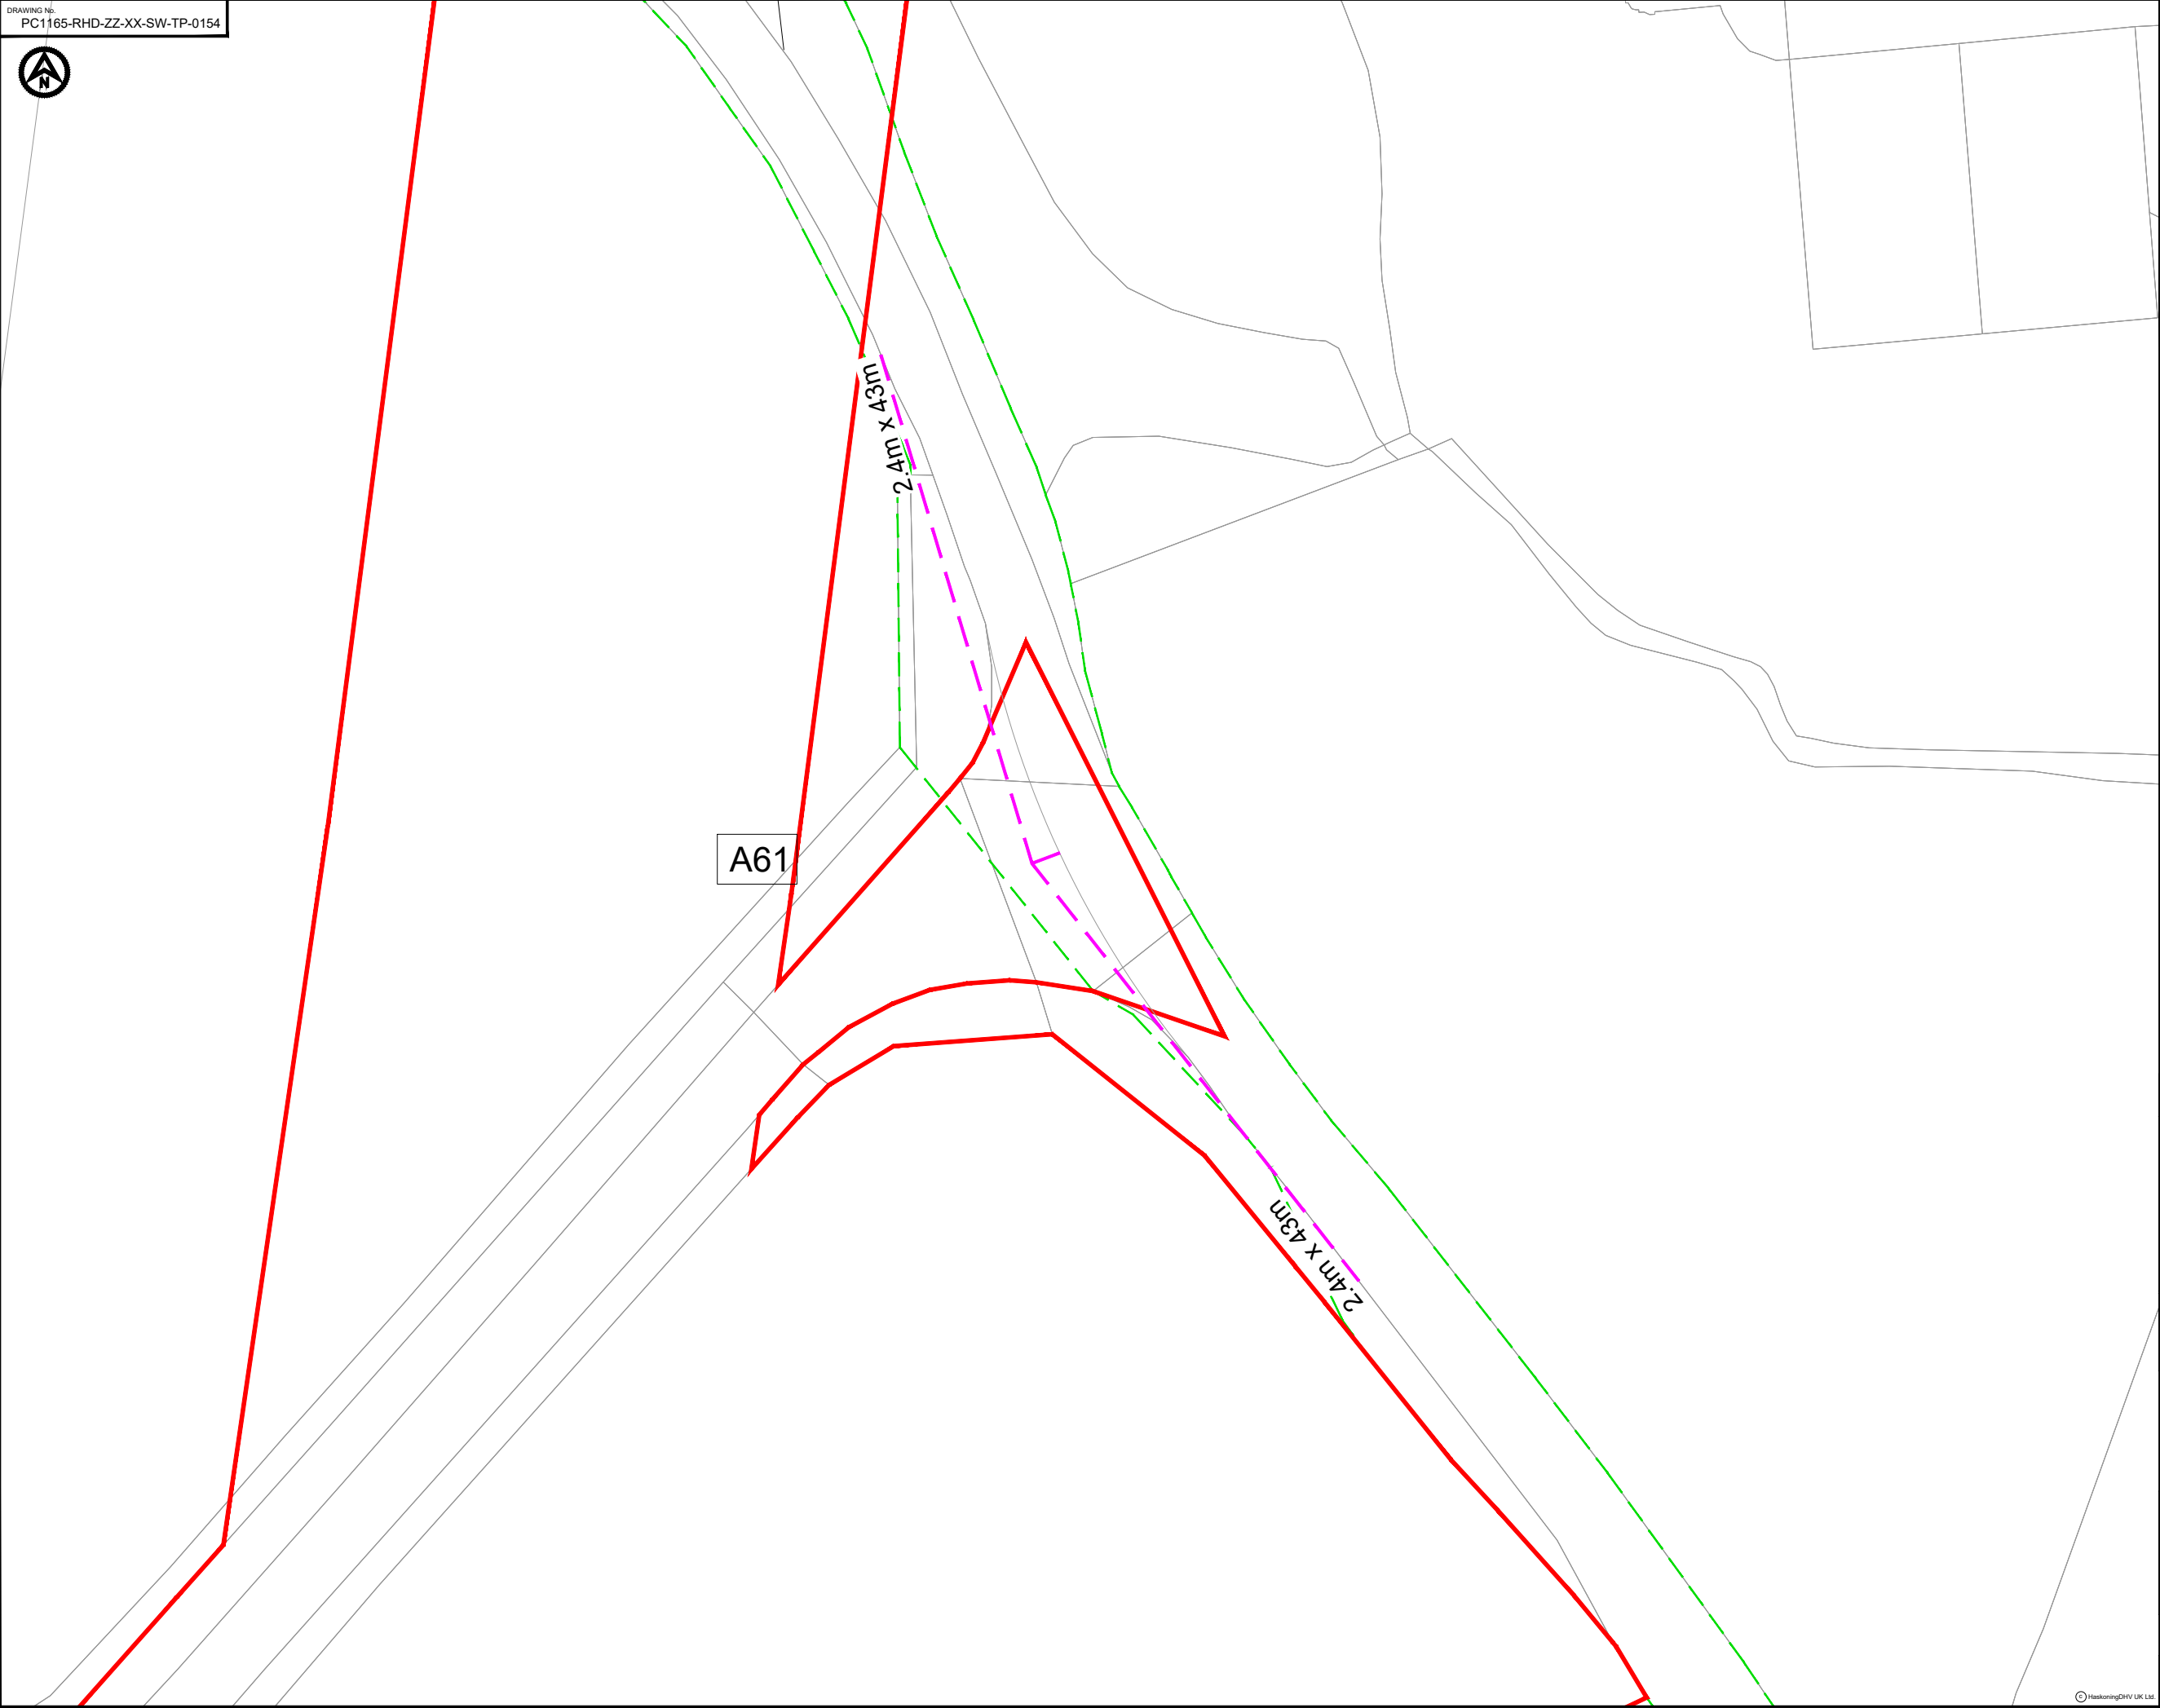 DRAWING No.
PC1165-RHD-ZZ-XX-SW-TP-0154
N
2.4m x 43m
A61
2.4m x 43m
© HaskoningDHV UK Ltd.